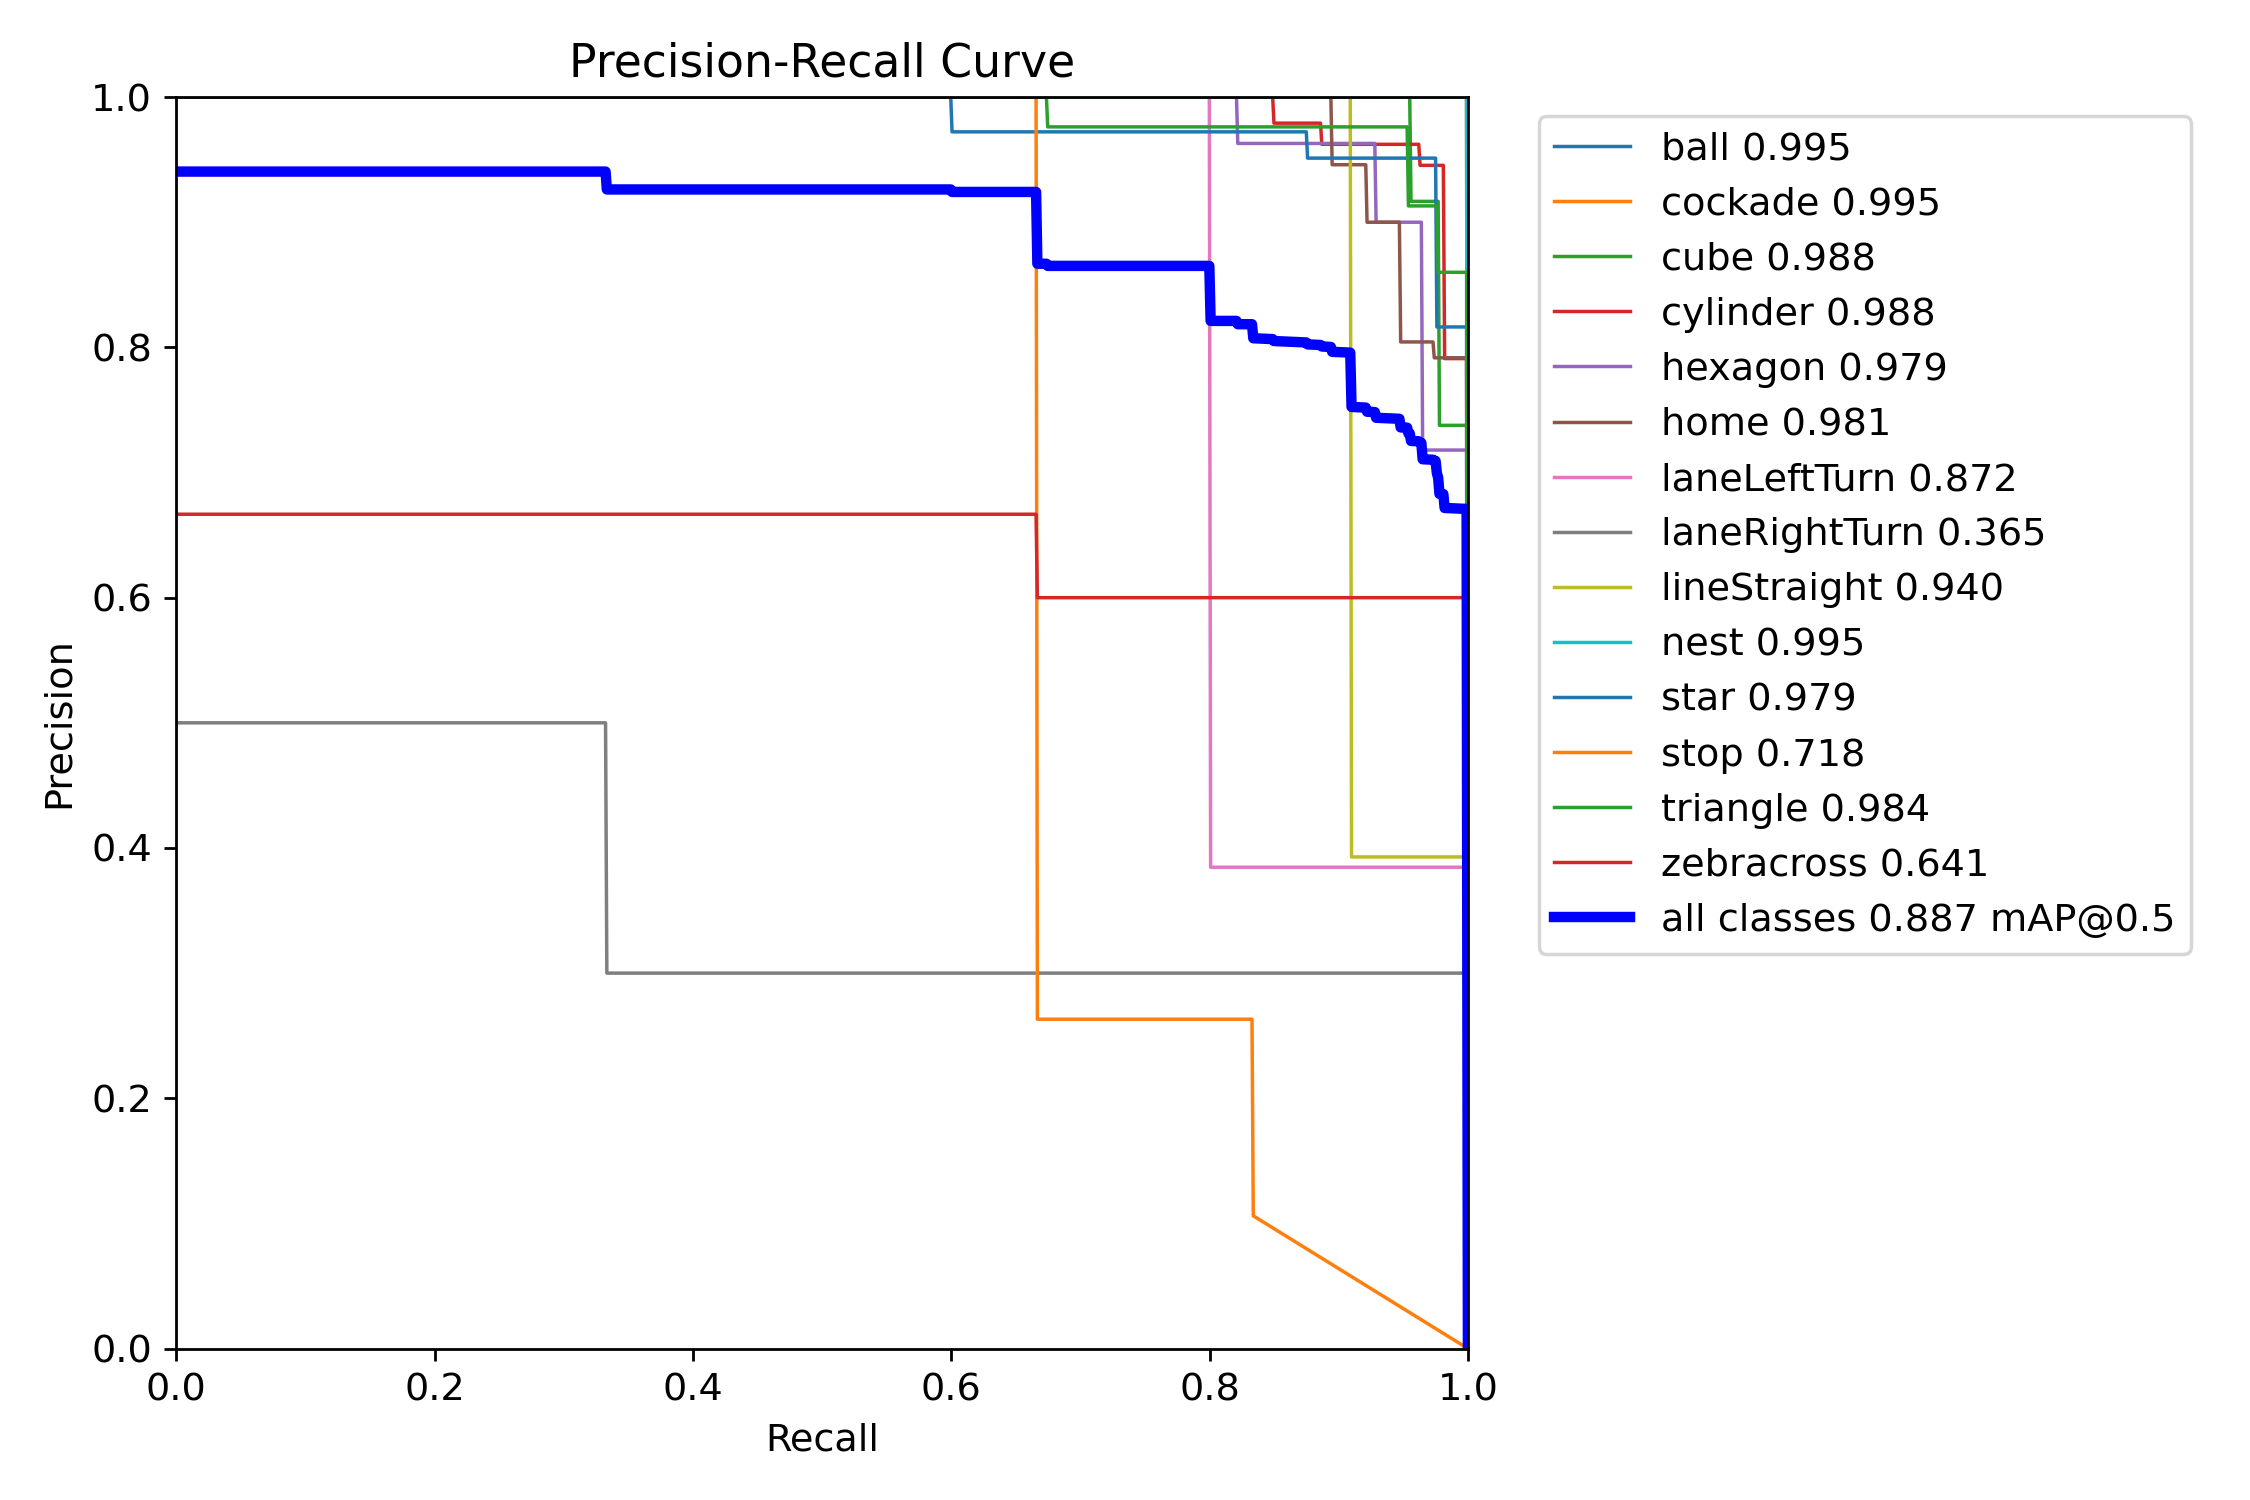 Precision-Recall Curve
1.0
0.8
0.6
0.4
0.2
0.0
Precision
0.0 0.2 0.4 0.6 0.8 1.0
Recall
ball 0.995
cockade 0.995
cube 0.988
cylinder 0.988
hexagon 0.979
home 0.981
laneLeftTurn 0.872
laneRightTurn 0.365
lineStraight 0.940
nest 0.995
star 0.979
stop 0.718
triangle 0.984
zebracross 0.641
all classes 0.887 mAP@0.5